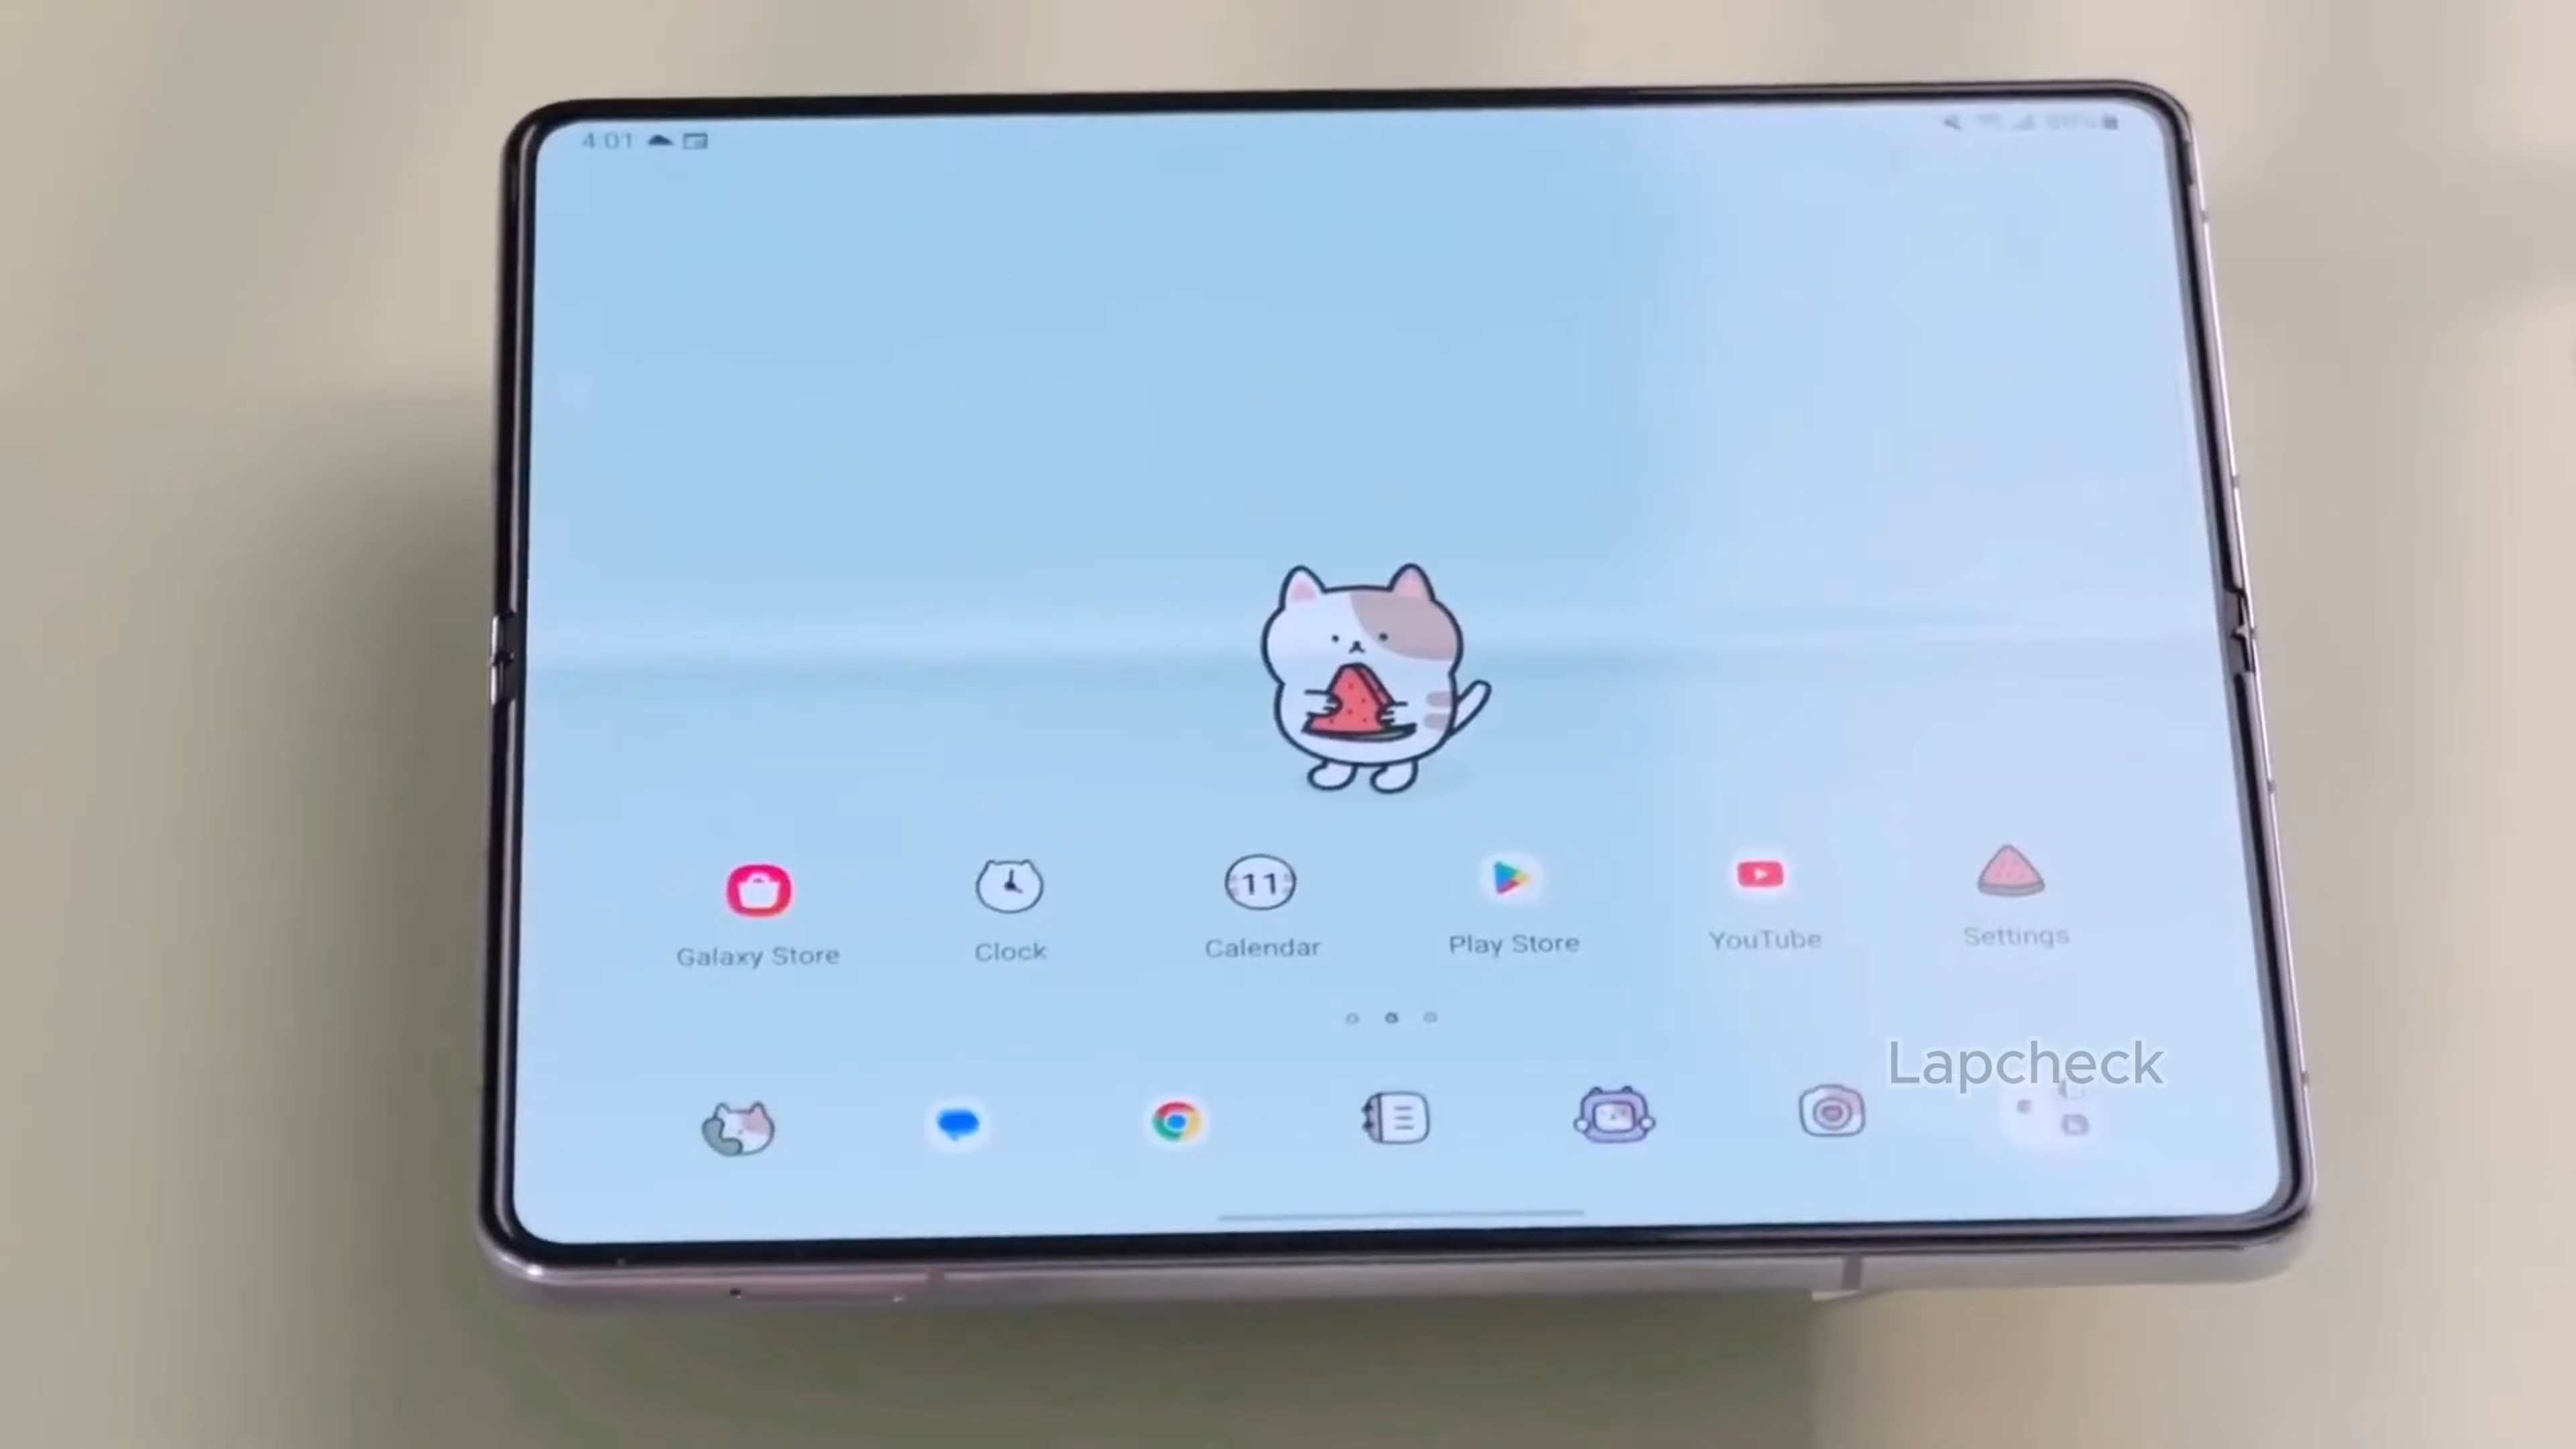 4:01
Galaxy Store
Clock
11
Calendar
Play Store
YouTube
Settings
Lapcheck